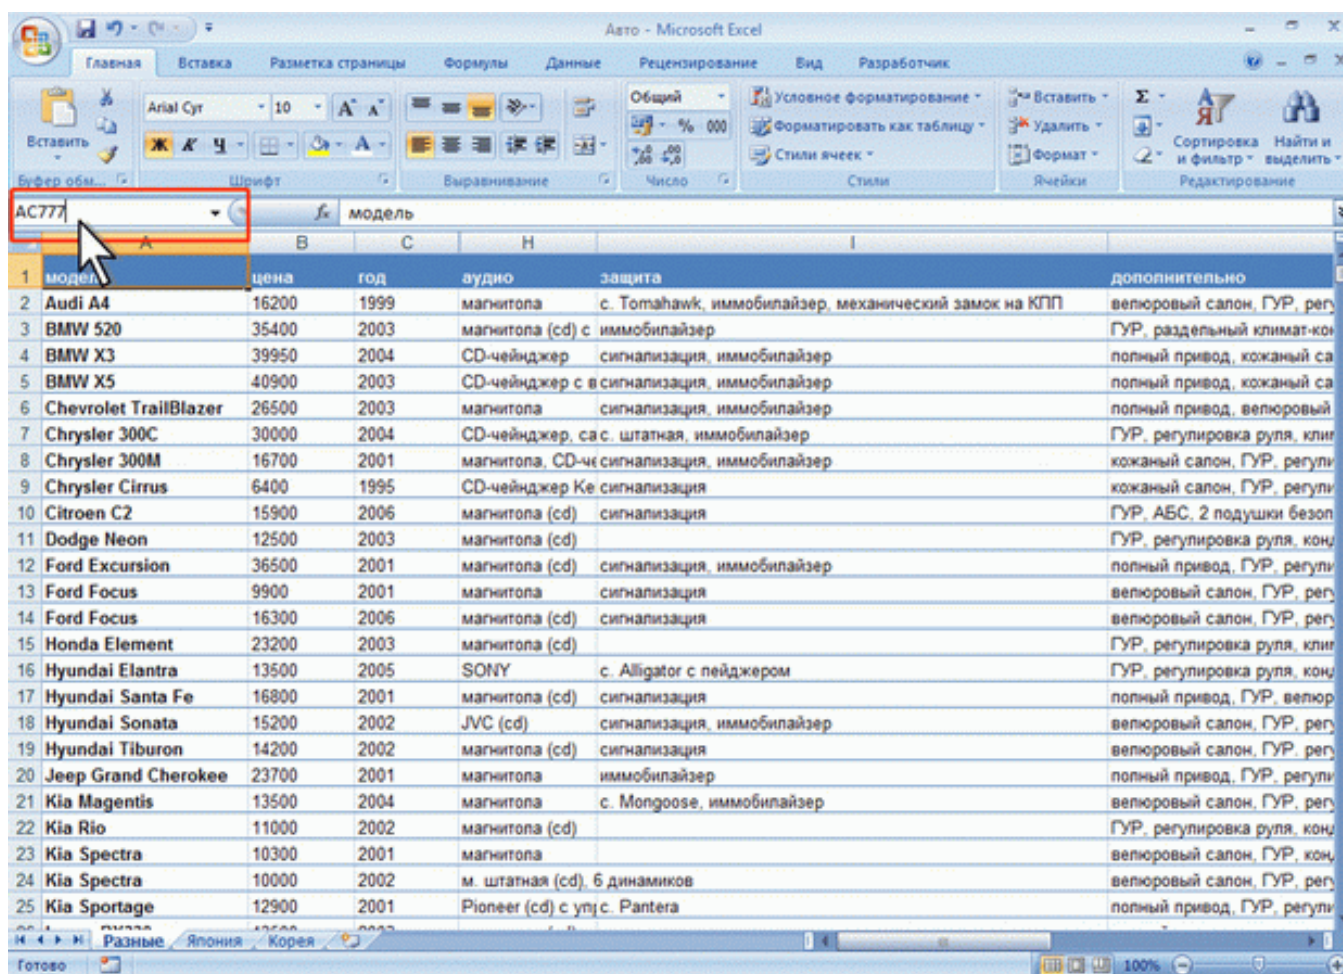 Авто - Microsoft Excel
Главная Вставка Разметка страницы Формулы Данные Рецензирование Вид Разработчик
Вставить
Arial Cyr 10
Ж К Ч
Общий
% 000
Условное форматирование
Форматировать как таблицу
Стили ячеек
Вставить
Удалить
Формат
Σ
Сортировка и фильтр
Найти и выделить
Буфер обм... Шрифт Выравнивание Число Стили Ячейки Редактирование
AC777 fx модель
A B C H I
1 цена год аудио защита дополнительно
2 Audi A4 16200 1999 магнитола с. Tomahawk, иммобилайзер, механический замок на КПП велюровый салон, ГУР, рег
3 BMW 520 35400 2003 магнитола (cd) с иммобилайзер ГУР, раздельный климат-ко
4 BMW X3 39950 2004 CD-чейнджер сигнализация, иммобилайзер полный привод, кожаный са
5 BMW X5 40900 2003 CD-чейнджер с в сигнализация, иммобилайзер полный привод, кожаный са
6 Chevrolet TrailBlazer 26500 2003 магнитола сигнализация, иммобилайзер полный привод, велюровый
7 Chrysler 300C 30000 2004 CD-чейнджер, са с. штатная, иммобилайзер ГУР, регулировка руля, кли
8 Chrysler 300M 16700 2001 магнитола, CD-че сигнализация, иммобилайзер кожаный салон, ГУР, регули
9 Chrysler Cirrus 6400 1995 CD-чейнджер Ke сигнализация кожаный салон, ГУР, регули
10 Citroen C2 15900 2006 магнитола (cd) сигнализация ГУР, АБС, 2 подушки безоп
11 Dodge Neon 12500 2003 магнитола (cd) ГУР, регулировка руля, кон
12 Ford Excursion 36500 2001 магнитола (cd) сигнализация, иммобилайзер полный привод, ГУР, регули
13 Ford Focus 9900 2001 магнитола сигнализация велюровый салон, ГУР, рег
14 Ford Focus 16300 2006 магнитола (cd) сигнализация велюровый салон, ГУР, рег
15 Honda Element 23200 2003 магнитола (cd) ГУР, регулировка руля, кли
16 Hyundai Elantra 13500 2005 SONY с. Alligator с пейджером ГУР, регулировка руля, кон
17 Hyundai Santa Fe 16800 2001 магнитола (cd) сигнализация полный привод, ГУР, велюр
18 Hyundai Sonata 15200 2002 JVC (cd) сигнализация, иммобилайзер велюровый салон, ГУР, рег
19 Hyundai Tiburon 14200 2002 магнитола (cd) сигнализация велюровый салон, ГУР, рег
20 Jeep Grand Cherokee 23700 2001 магнитола иммобилайзер полный привод, ГУР, регули
21 Kia Magentis 13500 2004 магнитола с. Mongoose, иммобилайзер велюровый салон, ГУР, рег
22 Kia Rio 11000 2002 магнитола (cd) ГУР, регулировка руля, кон
23 Kia Spectra 10300 2001 магнитола велюровый салон, ГУР, кон
24 Kia Spectra 10000 2002 м. штатная (cd), 6 динамиков велюровый салон, ГУР, рег
25 Kia Sportage 12900 2001 Pioneer (cd) с упр с. Pantera полный привод, ГУР, регули
Разные Япония Корея
Готово 100%